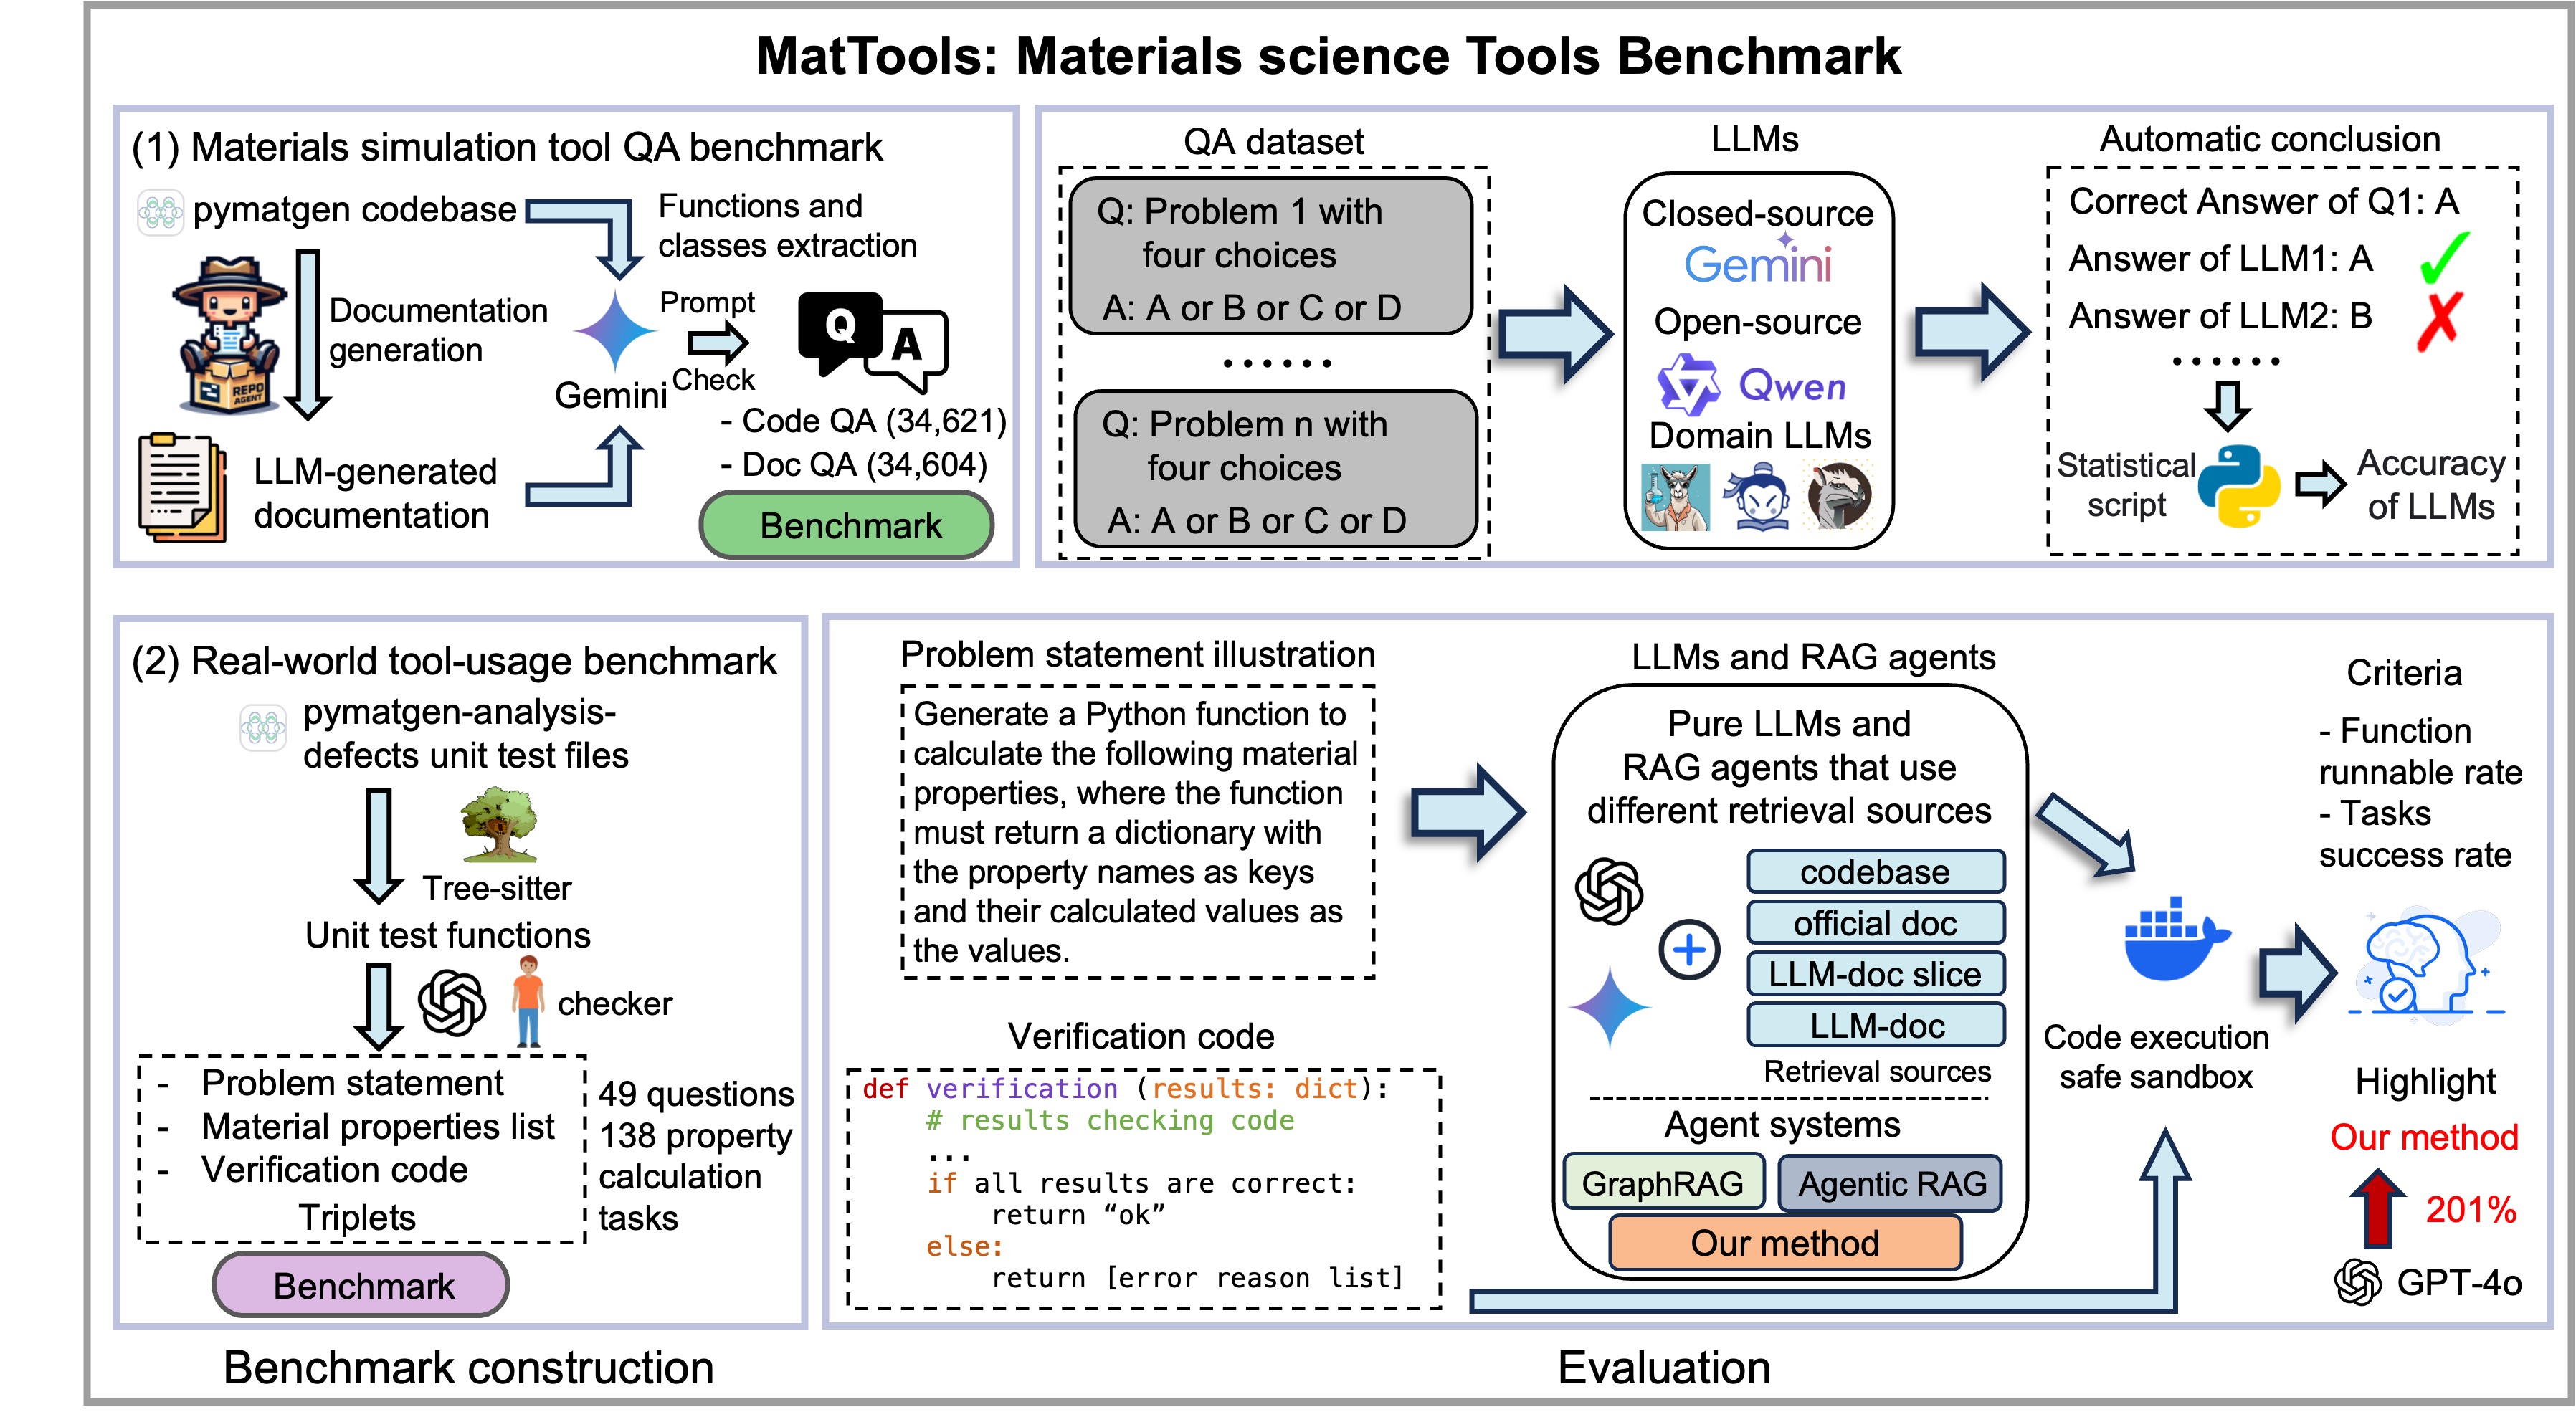 MatTools: Materials science Tools Benchmark
(1) Materials simulation tool QA benchmark
pymatgen codebase
Functions and
classes extraction
Documentation
generation
REPO
AGENT
Gemini
Prompt
Check
Q
A
LLM-generated
documentation
- Code QA (34,621)
- Doc QA (34,604)
Benchmark
QA dataset
Q: Problem 1 with
four choices
A: A or B or C or D
......
Q: Problem n with
four choices
A: A or B or C or D
LLMs
Closed-source
Gemini
Open-source
Qwen
Domain LLMs
Automatic conclusion
Correct Answer of Q1: A
Answer of LLM1: A
Answer of LLM2: B
......
Statistical
script
Accuracy
of LLMs
(2) Real-world tool-usage benchmark
pymatgen-analysis-
defects unit test files
Tree-sitter
Unit test functions
checker
- Problem statement
- Material properties list
- Verification code
Triplets
49 questions
138 property
calculation
tasks
Benchmark
Problem statement illustration
Generate a Python function to
calculate the following material
properties, where the function
must return a dictionary with
the property names as keys
and their calculated values as
the values.
Verification code
def verification (results: dict):
# results checking code
...
if all results are correct:
return “ok”
else:
return [error reason list]
LLMs and RAG agents
Pure LLMs and
RAG agents that use
different retrieval sources
codebase
official doc
LLM-doc slice
LLM-doc
Retrieval sources
Agent systems
GraphRAG
Agentic RAG
Our method
Code execution
safe sandbox
Criteria
- Function
runnable rate
- Tasks
success rate
Highlight
Our method
201%
GPT-4o
Benchmark construction
Evaluation